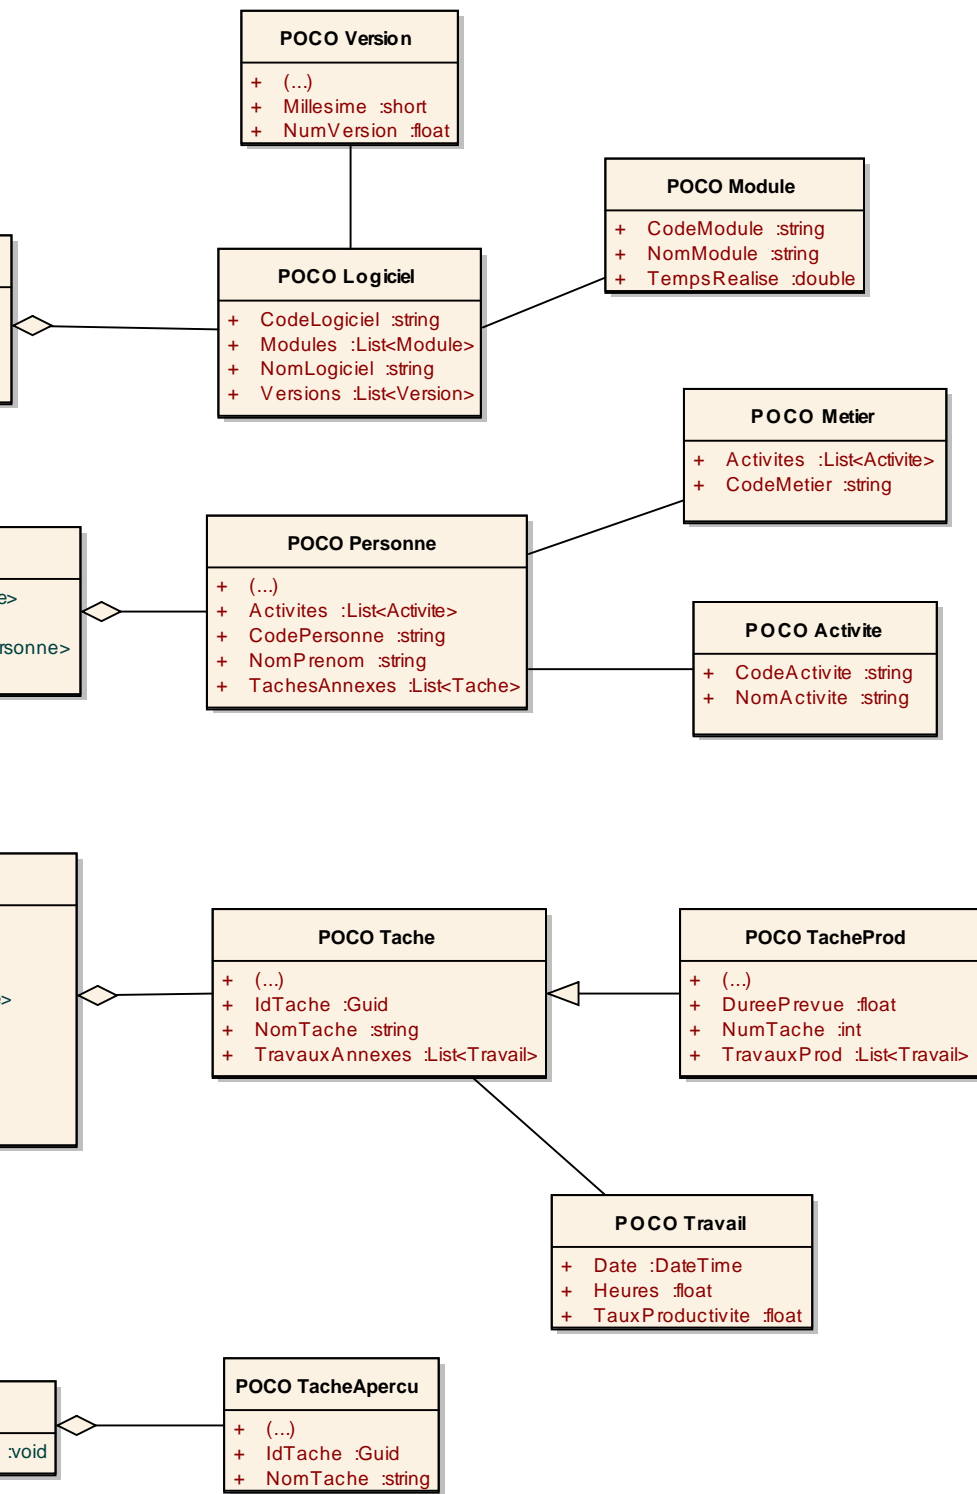 POCO Version
+ (...)
+ Millesime :short
+ NumVersion :float
POCO Module
+ CodeModule :string
+ NomModule :string
+ TempsRealise :double
POCO Logiciel
+ CodeLogiciel :string
+ Modules :List<Module>
+ NomLogiciel :string
+ Versions :List<Version>
POCO Metier
+ Activites :List<Activite>
+ CodeMetier :string
e>
rsonne>
POCO Personne
+ (...)
+ Activites :List<Activite>
+ CodePersonne :string
+ NomPrenom :string
+ TachesAnnexes :List<Tache>
POCO Activite
+ CodeActivite :string
+ NomActivite :string
>
POCO Tache
+ (...)
+ IdTache :Guid
+ NomTache :string
+ TravauxAnnexes :List<Travail>
POCO TacheProd
+ (...)
+ DureePrevue :float
+ NumTache :int
+ TravauxProd :List<Travail>
POCO Travail
+ Date :DateTime
+ Heures :float
+ TauxProductivite :float
:void
POCO TacheApercu
+ (...)
+ IdTache :Guid
+ NomTache :string